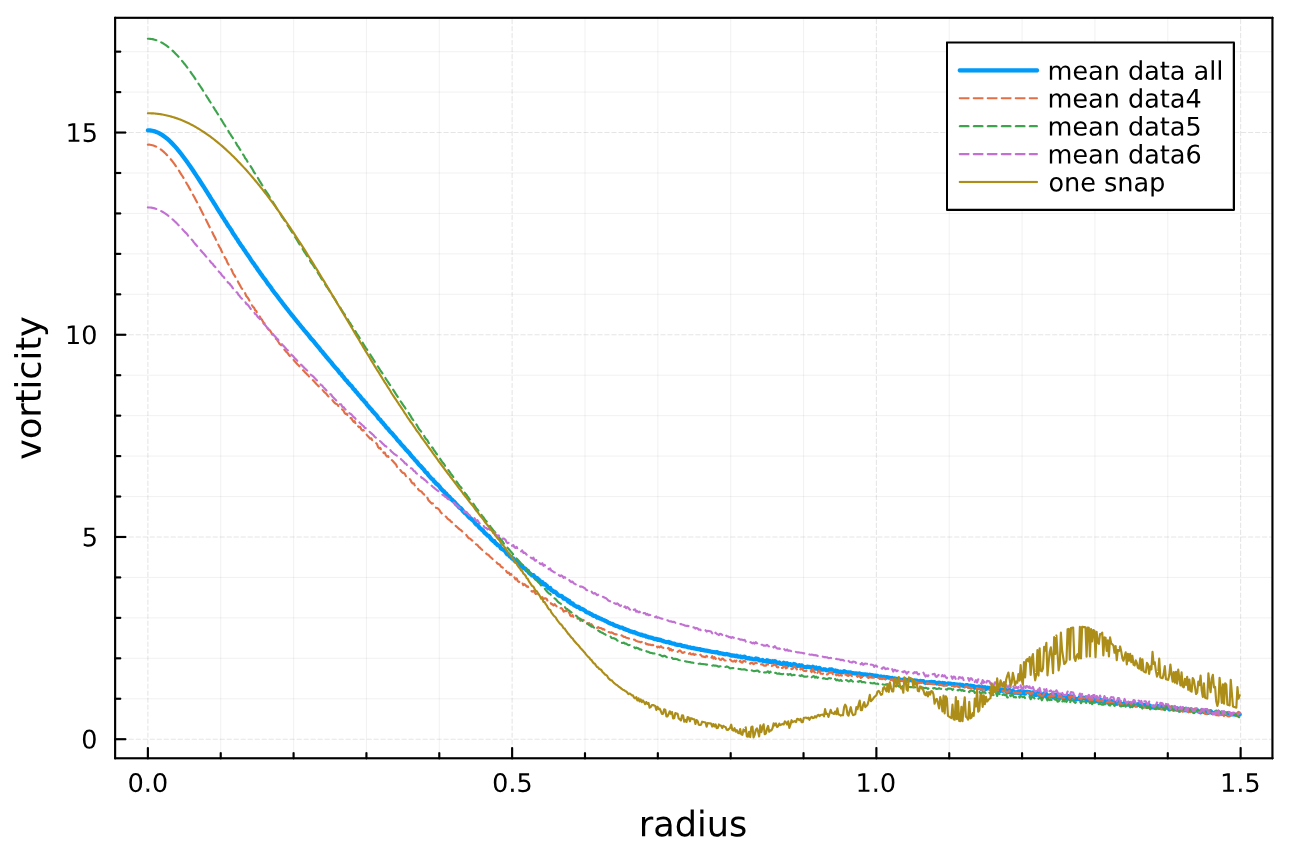 mean data all
mean data4
mean data5
mean data6
one snap
vorticity
15
10
5
0
0.0 0.5 1.0 1.5
radius